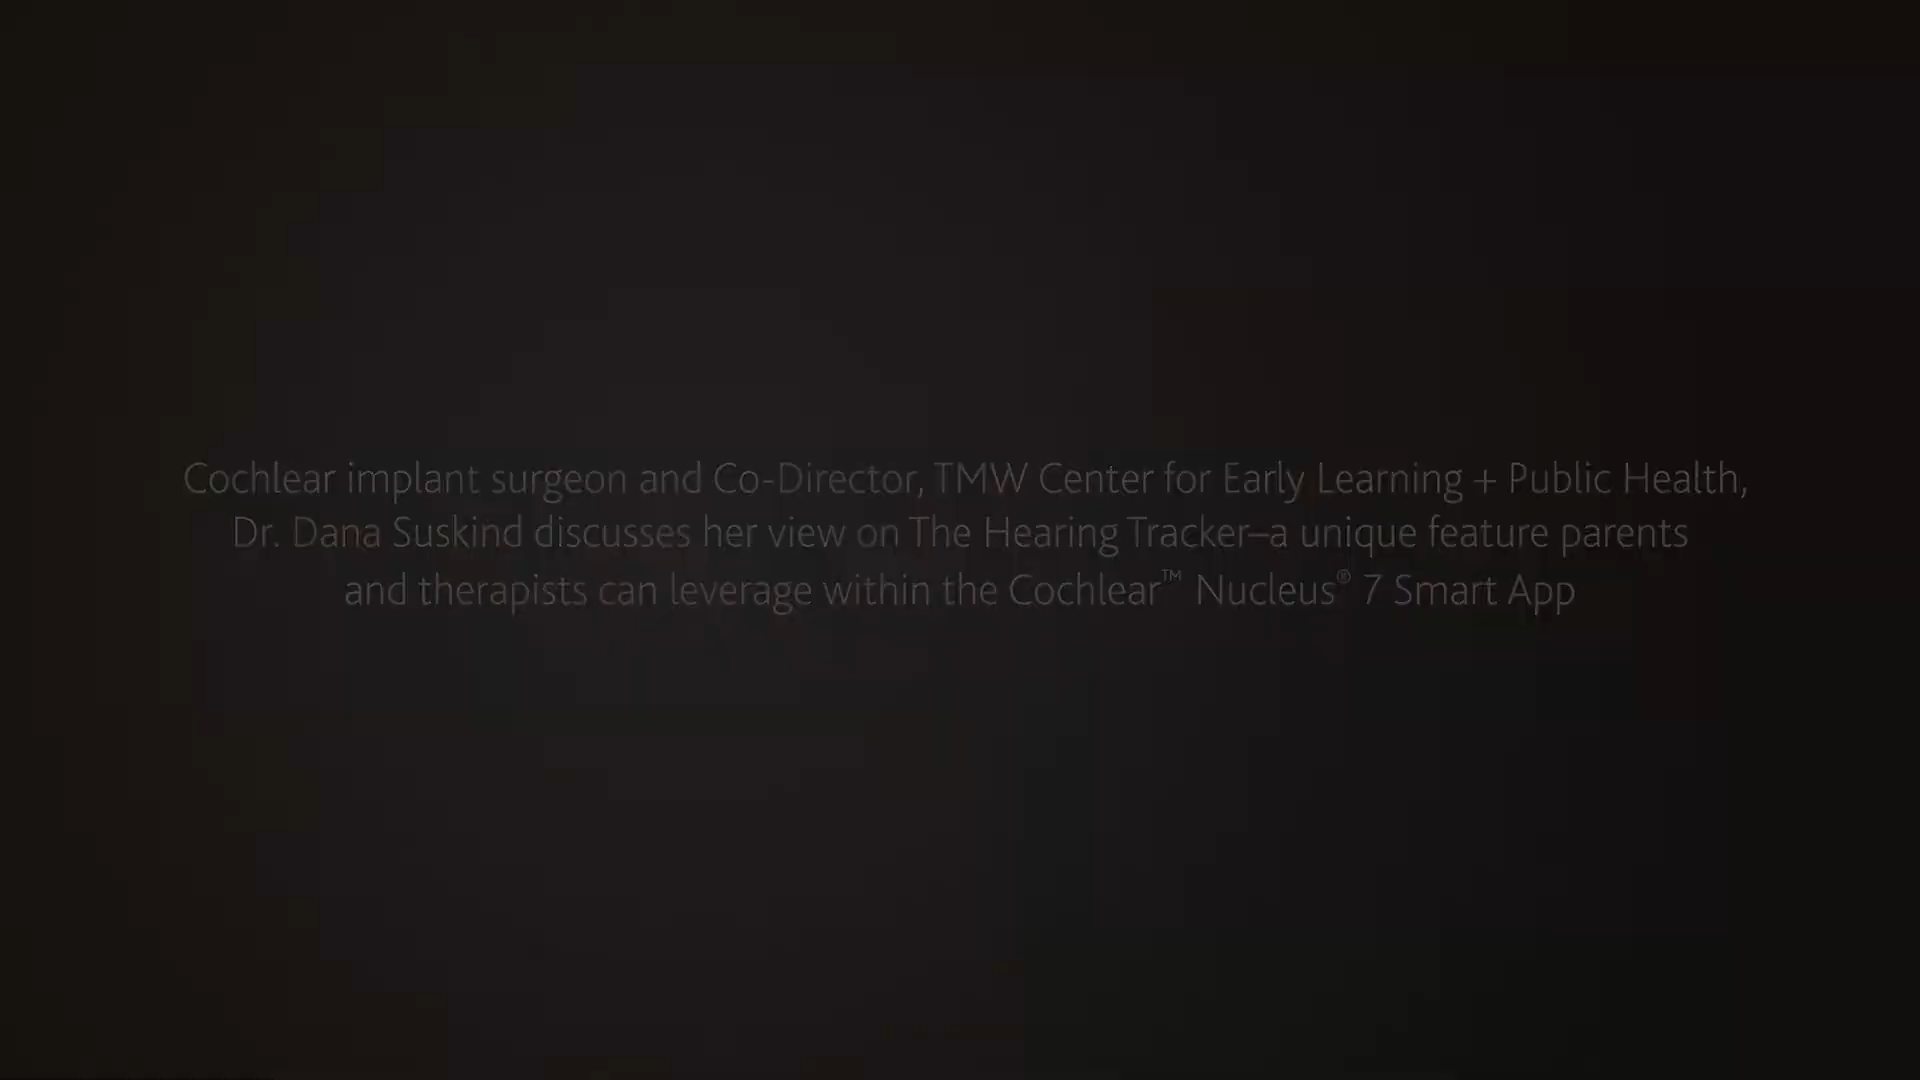 Cochlear implant surgeon and Co-Director, TMW Center for Early Learning + Public Health,
Dr. Dana Suskind discusses her view on The Hearing Tracker–a unique feature parents
and therapists can leverage within the Cochlear™ Nucleus® 7 Smart App